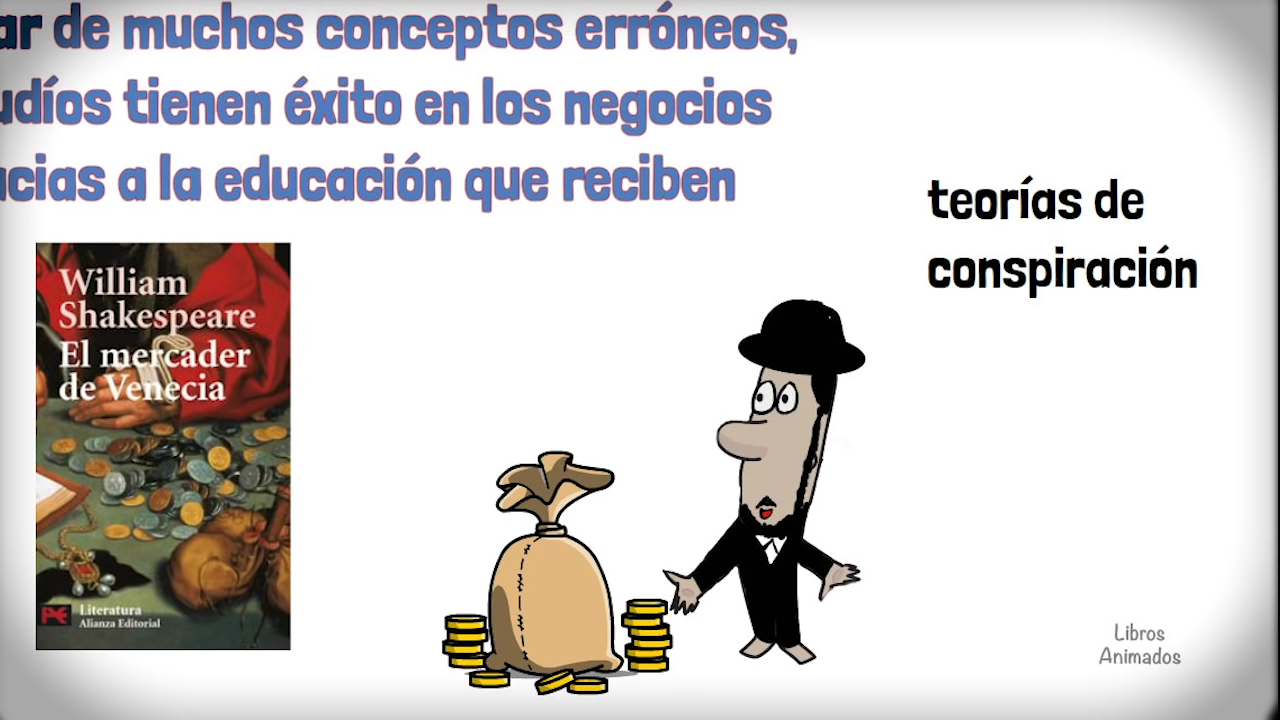 ar de muchos conceptos erróneos,
udíos tienen éxito en los negocios
acias a la educación que reciben
teorías de
conspiración
William
Shakespeare
El mercader
de Venecia
Literatura
Alianza Editorial
Libros
Animados